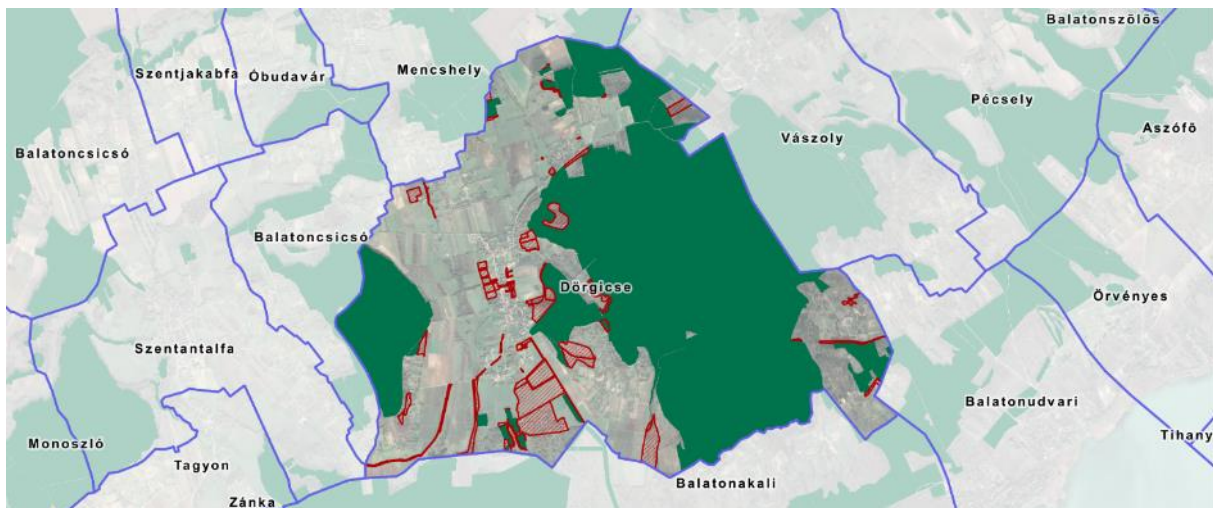 Balatonszőlős
Szentjakabfa
Óbudavár
Mencshely
Pécsely
Aszófő
Vászoly
Balatoncsicsó
Balatoncsicsó
Dörgicse
Örvényes
Szentantalfa
Balatonudvari
Monoszló
Tihany
Tagyon
Balatonakali
Zánka